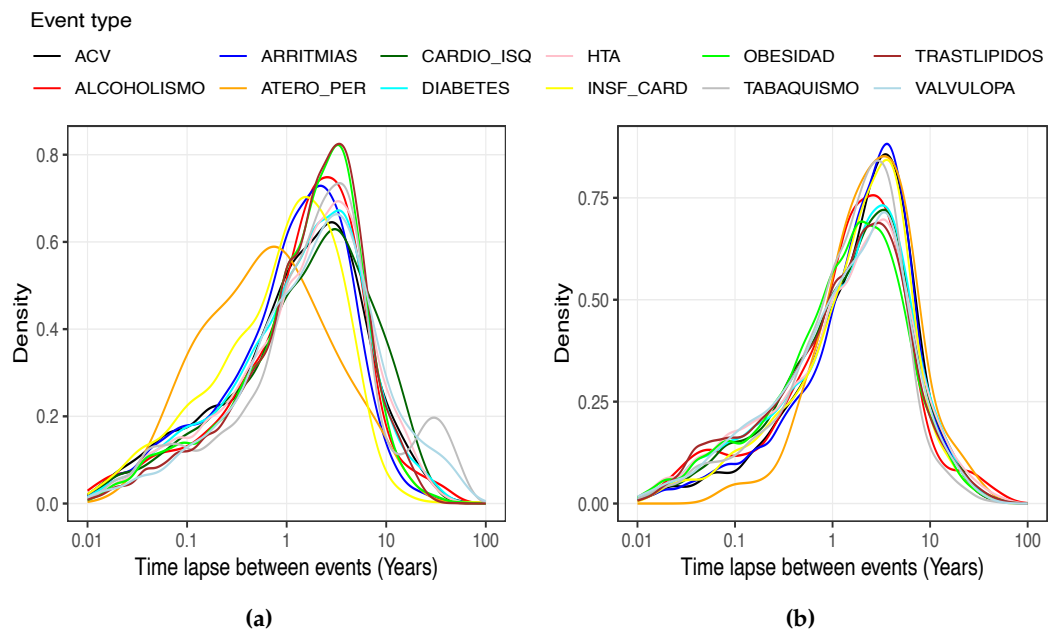 Event type
ACV ARRITMIAS CARDIO_ISQ HTA OBESIDAD TRASTLIPIDOS
ALCOHOLISMO ATERO_PER DIABETES INSF_CARD TABAQUISMO VALVULOPA
Density
0.8
0.6
0.4
0.2
0.0
0.01 0.1 1 10 100
Time lapse between events (Years)
(a)
Density
0.75
0.50
0.25
0.00
0.01 0.1 1 10 100
Time lapse between events (Years)
(b)